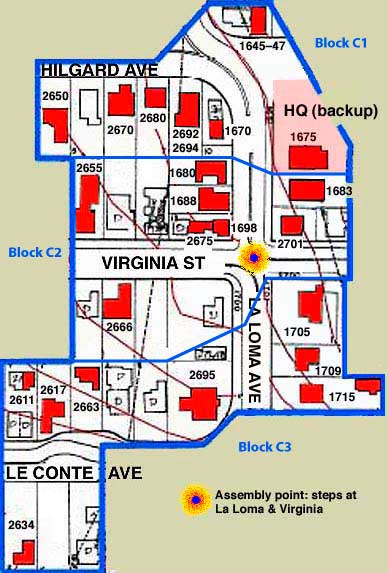 1645–47
Block C1
HILGARD AVE
2650
2670
2680
2692
2694
1670
HQ (backup)
1675
2655
1680
1683
1688
1698
2675
2701
Block C2
VIRGINIA ST
1700
LA LOMA AVE
2666
1705
2695
1709
1715
2611
2617
2663
Block C3
LE CONTE AVE
2634
Assembly point: steps at
La Loma & Virginia